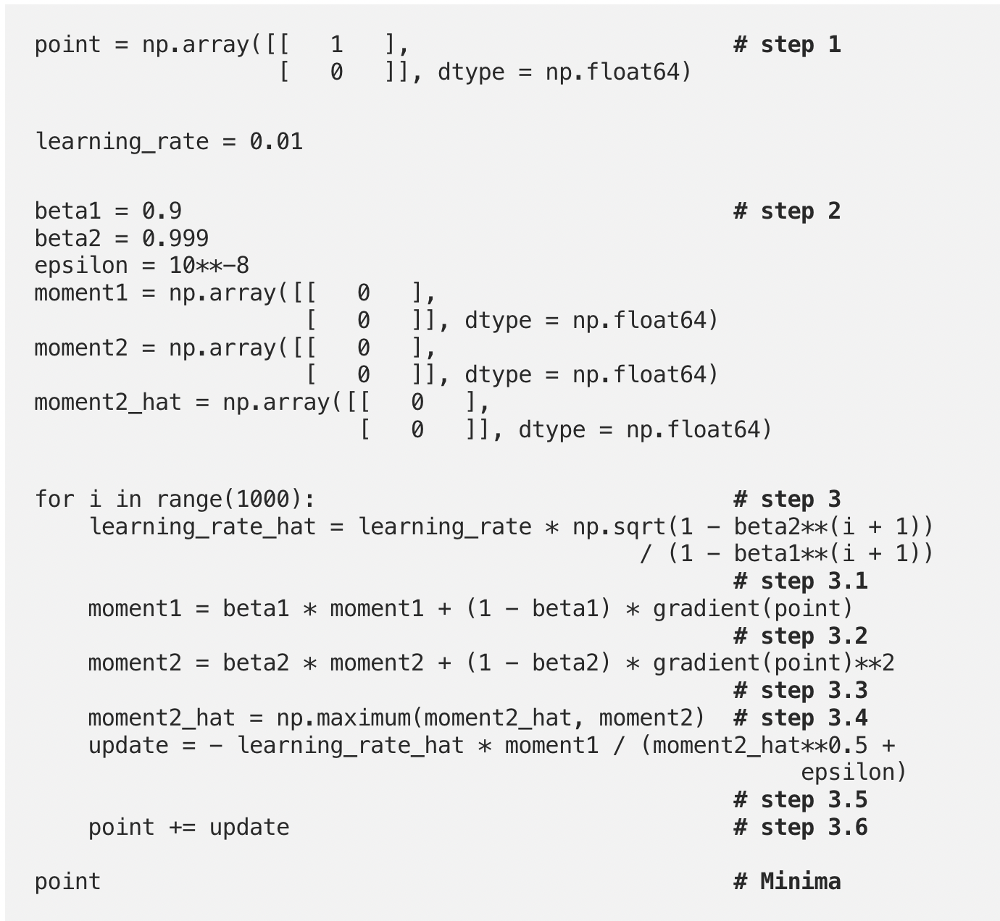 point = np.array([[   1   ],                        # step 1
                  [   0   ]], dtype = np.float64)
learning_rate = 0.01
beta1 = 0.9                                         # step 2
beta2 = 0.999
epsilon = 10**-8
moment1 = np.array([[   0   ],
                    [   0   ]], dtype = np.float64)
moment2 = np.array([[   0   ],
                    [   0   ]], dtype = np.float64)
moment2_hat = np.array([[   0   ],
                        [   0   ]], dtype = np.float64)
for i in range(1000):                               # step 3
    learning_rate_hat = learning_rate * np.sqrt(1 - beta2**(i + 1))
                                             / (1 - beta1**(i + 1))
                                                    # step 3.1
    moment1 = beta1 * moment1 + (1 - beta1) * gradient(point)
                                                    # step 3.2
    moment2 = beta2 * moment2 + (1 - beta2) * gradient(point)**2
                                                    # step 3.3
    moment2_hat = np.maximum(moment2_hat, moment2)  # step 3.4
    update = - learning_rate_hat * moment1 / (moment2_hat**0.5 +
                                                         epsilon)
                                                    # step 3.5
    point += update                                 # step 3.6
point                                               # Minima